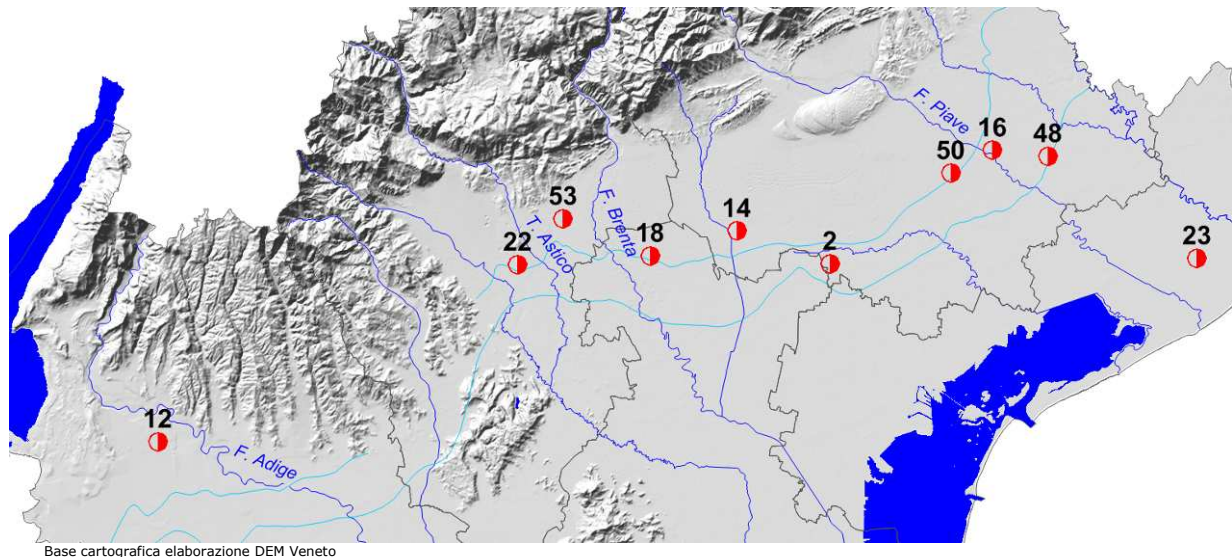 F. Piave
16
48
50
53
14
18
F. Brenta
T. Astico
22
2
23
12
F. Adige
Base cartografica elaborazione DEM Veneto